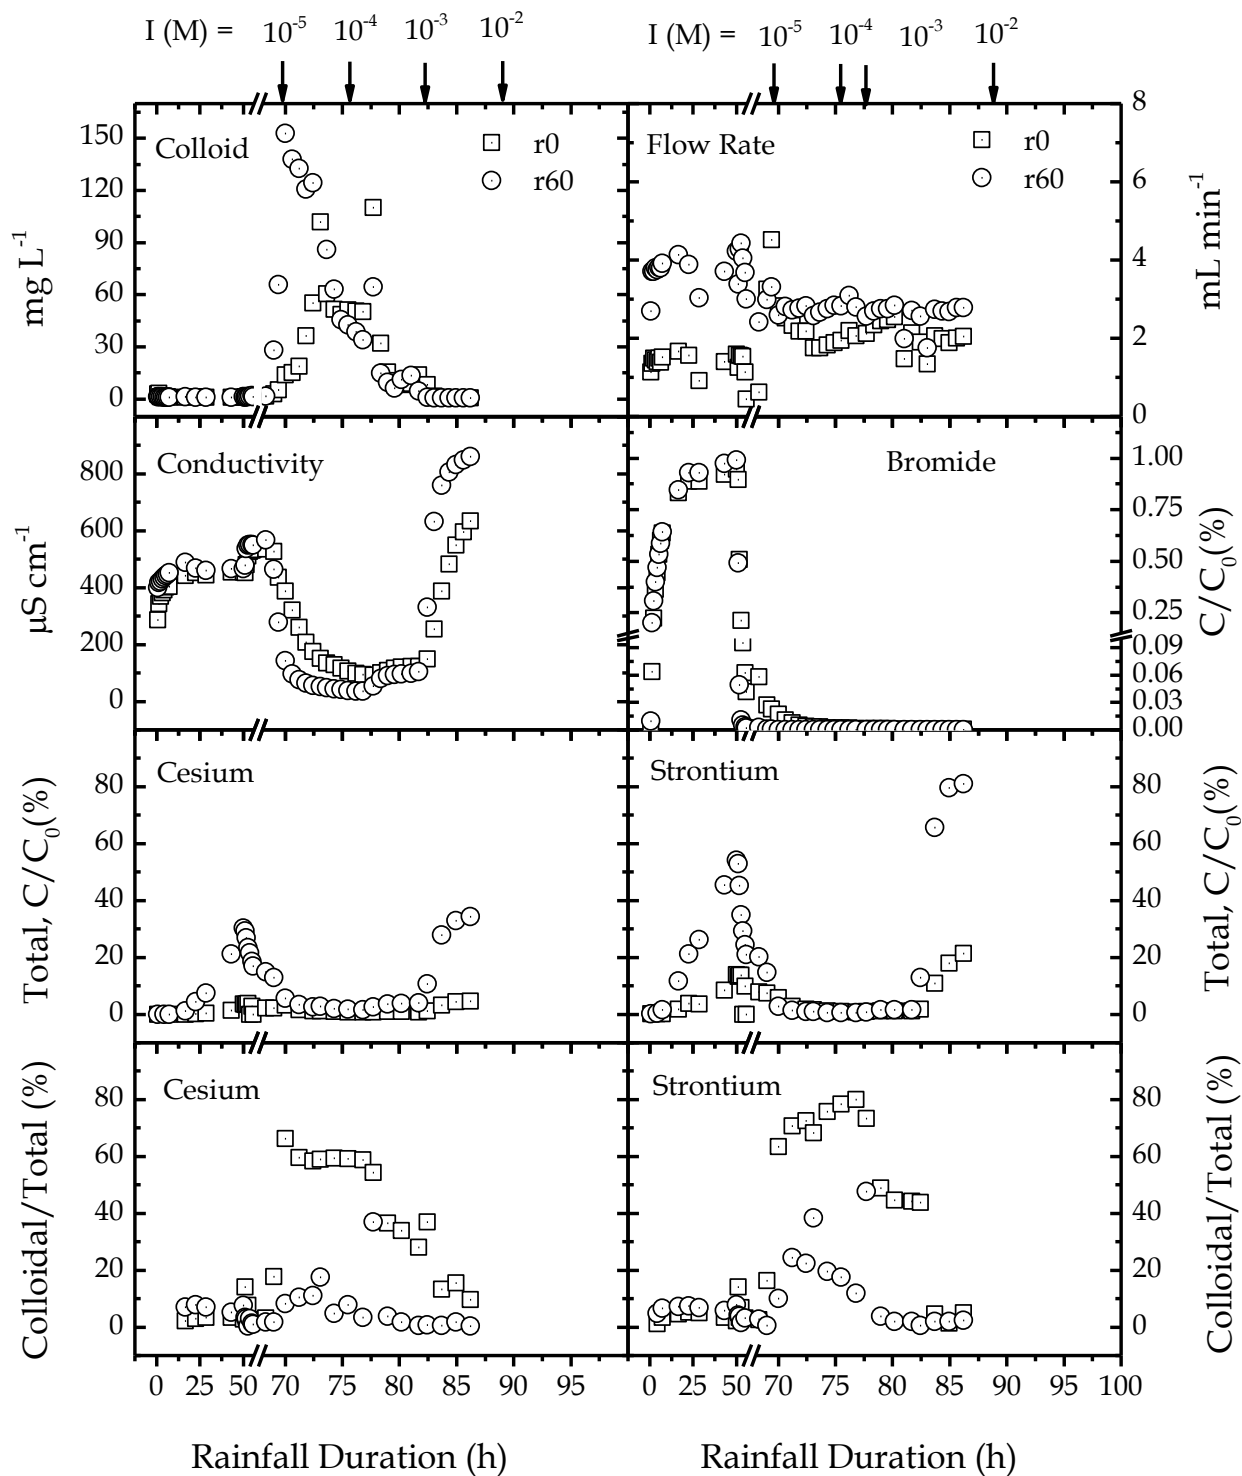 I (M) = 10⁻⁵ 10⁻⁴ 10⁻³ 10⁻² I (M) = 10⁻⁵ 10⁻⁴ 10⁻³ 10⁻²
Colloid
r0
r60
150
120
90
60
30
0
mg L⁻¹
Flow Rate
r0
r60
8
6
4
2
0
mL min⁻¹
Conductivity
800
600
400
200
0
µS cm⁻¹
Bromide
1.00
0.75
0.50
0.25
0.09
0.06
0.03
0.00
C/C₀(%)
Cesium
80
60
40
20
0
Total, C/C₀(%)
Strontium
80
60
40
20
0
Total, C/C₀(%)
Cesium
80
60
40
20
0
Colloidal/Total (%)
Strontium
80
60
40
20
0
Colloidal/Total (%)
0 25 50 70 75 80 85 90 95 0 25 50 70 75 80 85 90 95 100
Rainfall Duration (h) Rainfall Duration (h)